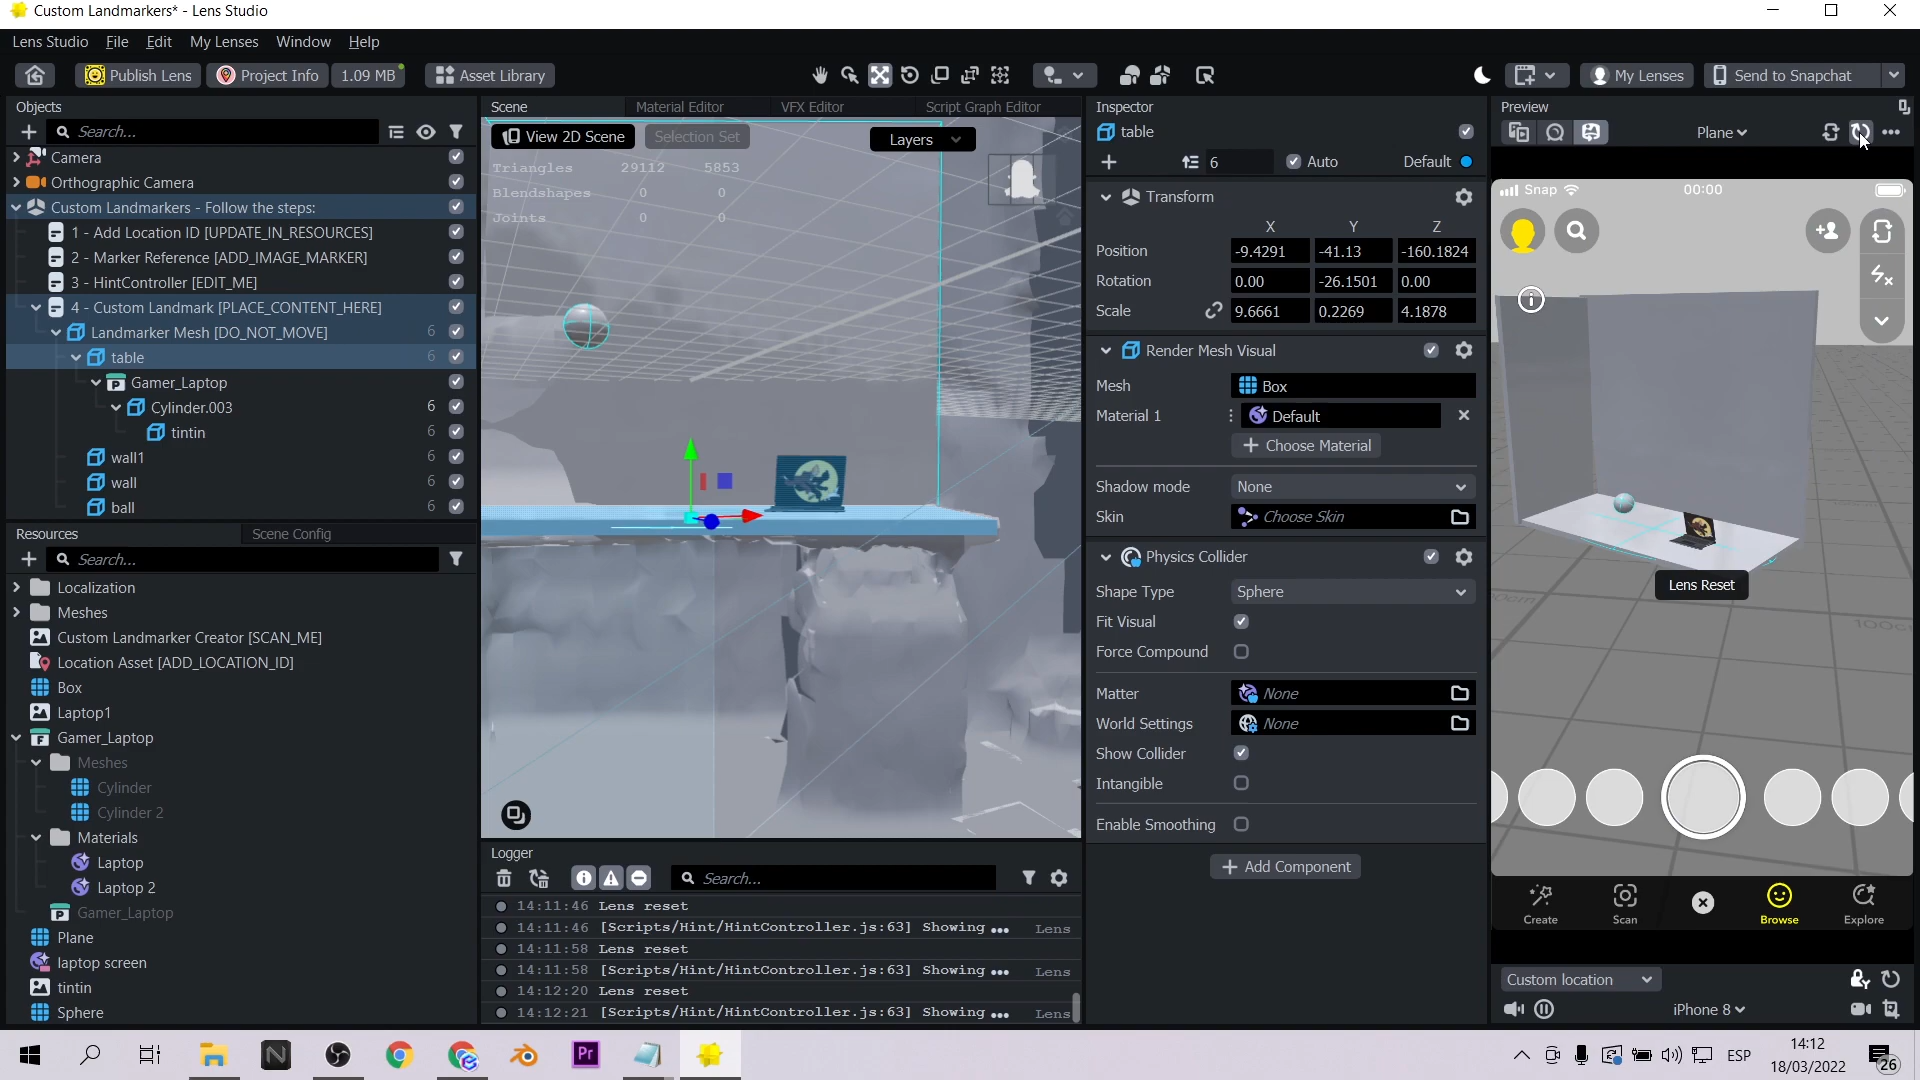 Custom Landmarkers* - Lens Studio
Lens Studio File Edit My Lenses Window Help
Publish Lens Project Info 1.09 MB Asset Library My Lenses Send to Snapchat
Objects
Search...
Camera
Orthographic Camera
Custom Landmarkers - Follow the steps:
1 - Add Location ID [UPDATE_IN_RESOURCES]
2 - Marker Reference [ADD_IMAGE_MARKER]
3 - HintController [EDIT_ME]
4 - Custom Landmark [PLACE_CONTENT_HERE]
Landmarker Mesh [DO_NOT_MOVE] 6
table 6
Gamer_Laptop
Cylinder.003 6
tintin 6
wall1 6
wall 6
ball 6
Resources Scene Config
Search...
Localization
Meshes
Custom Landmarker Creator [SCAN_ME]
Location Asset [ADD_LOCATION_ID]
Box
Laptop1
Gamer_Laptop
Meshes
Cylinder
Cylinder 2
Materials
Laptop
Laptop 2
Gamer_Laptop
Plane
laptop screen
tintin
Sphere
Scene Material Editor VFX Editor Script Graph Editor
View 2D Scene Selection Set Layers
Triangles 29112 5853
Blendshapes 0 0
Joints 0 0
Logger
Search...
14:11:46 Lens reset
14:11:46 [Scripts/Hint/HintController.js:63] Showing ... Lens
14:11:58 Lens reset
14:11:58 [Scripts/Hint/HintController.js:63] Showing ... Lens
14:12:20 Lens reset
14:12:21 [Scripts/Hint/HintController.js:63] Showing ... Lens
Inspector
table
6 Auto Default
Transform
X Y Z
Position -9.4291 -41.13 -160.1824
Rotation 0.00 -26.1501 0.00
Scale 9.6661 0.2269 4.1878
Render Mesh Visual
Mesh Box
Material 1 Default
+ Choose Material
Shadow mode None
Skin Choose Skin
Physics Collider
Shape Type Sphere
Fit Visual
Force Compound
Matter None
World Settings None
Show Collider
Intangible
Enable Smoothing
+ Add Component
Preview
Plane
Snap 00:00
Lens Reset
100c
Create Scan Browse Explore
Custom location
iPhone 8
Pr
ESP
14:12
18/03/2022
26